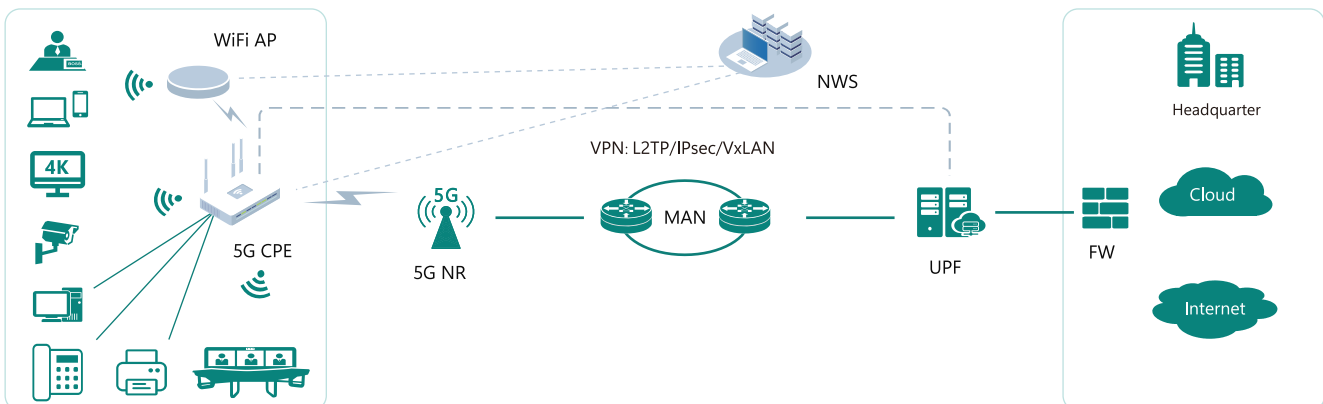 WiFi AP
NWS
Headquarter
BOSS
VPN: L2TP/IPsec/VxLAN
4K
5G
MAN
Cloud
5G CPE
5G NR
UPF
FW
Internet